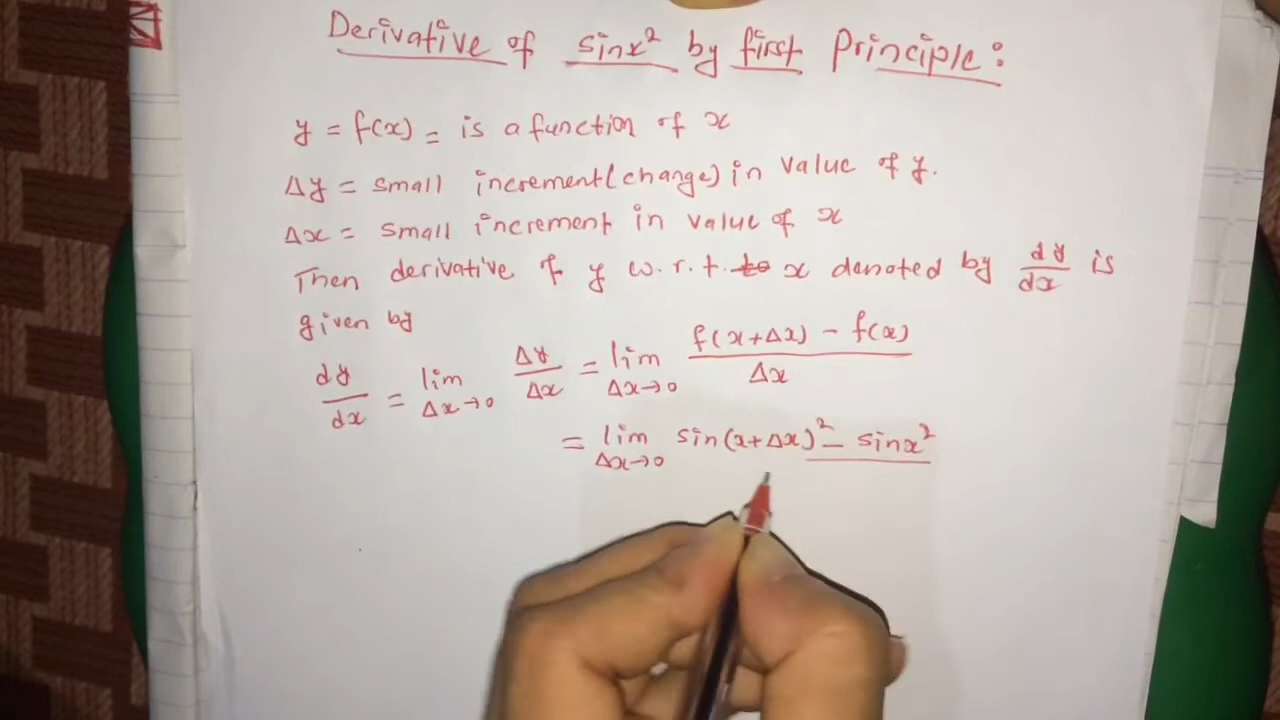 Derivative of sinx² by first Principle:
y = f(x) = is a function of x
Δy = small increment(change) in value of y.
Δx = small increment in value of x
Then derivative of y w.r.t. to x denoted by dy/dx is
given by
dy/dx = lim Δx→0 Δy/Δx = lim Δx→0 f(x+Δx) - f(x)/Δx
= lim Δx→0 sin(x+Δx)² - sinx²